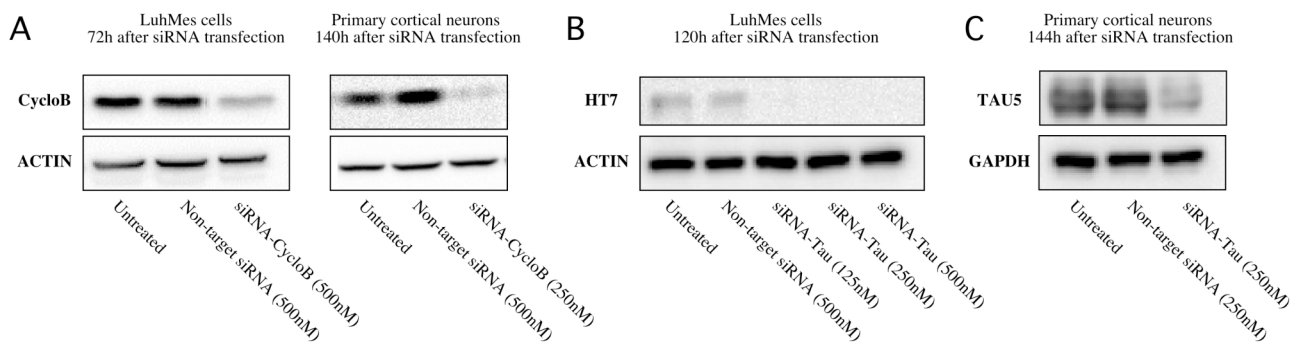 A
LuhMes cells
72h after siRNA transfection
Primary cortical neurons
140h after siRNA transfection
CycloB
ACTIN
Untreated
Non-target siRNA (500nM)
siRNA-CycloB (500nM)
Untreated
Non-target siRNA (500nM)
siRNA-CycloB (250nM)
B
LuhMes cells
120h after siRNA transfection
HT7
ACTIN
Untreated
Non-target siRNA (500nM)
siRNA-Tau (125nM)
siRNA-Tau (250nM)
siRNA-Tau (500nM)
C
Primary cortical neurons
144h after siRNA transfection
TAU5
GAPDH
Untreated
Non-target siRNA (250nM)
siRNA-Tau (250nM)